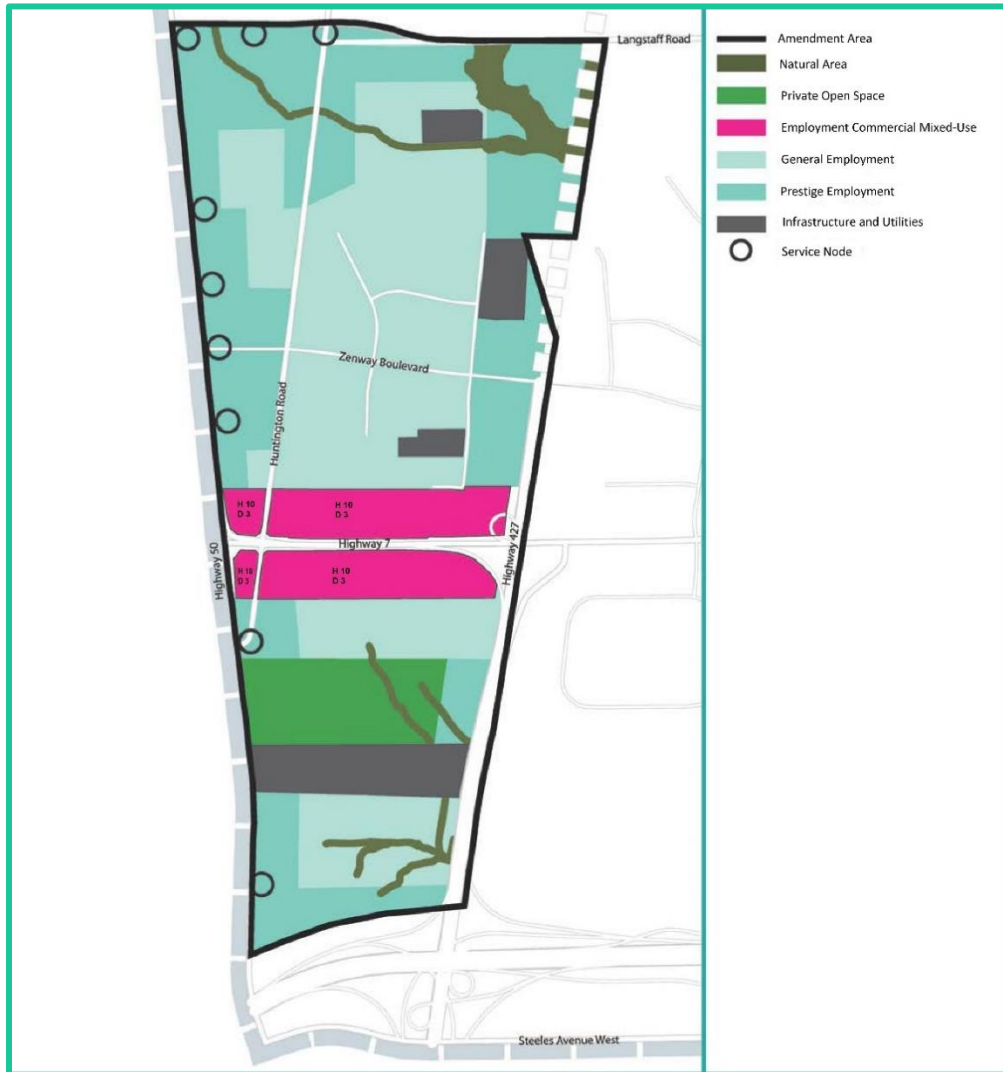 Langstaff Road
Zenway Boulevard
Huntington Road
H 10
D 3
H 10
D 3
Highway 7
Highway 427
Highway 50
H 10
D 3
H 10
D 3
Steeles Avenue West
Amendment Area
Natural Area
Private Open Space
Employment Commercial Mixed-Use
General Employment
Prestige Employment
Infrastructure and Utilities
Service Node